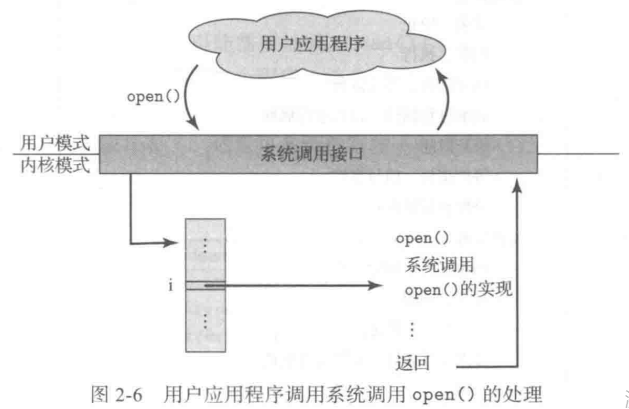 用户应用程序
open()
用户模式
系统调用接口
内核模式
⋮
i
⋮
open()
系统调用
open()的实现
⋮
返回
图 2-6 用户应用程序调用系统调用 open() 的处理